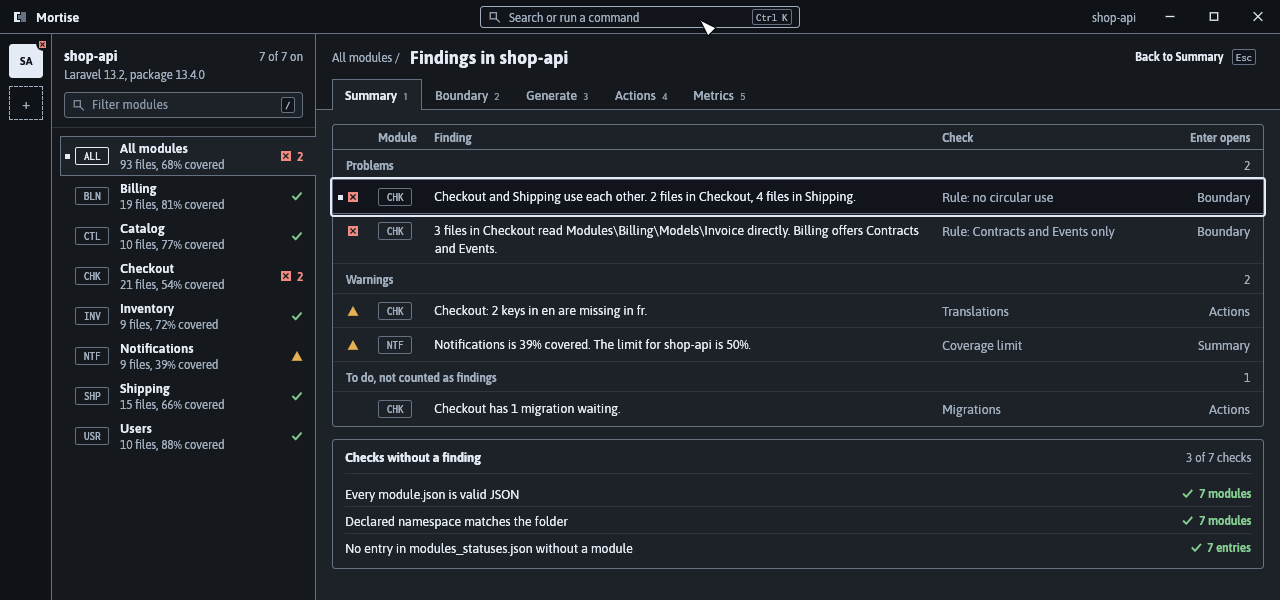 Mortise
Search or run a command
Ctrl K
shop-api
SA
+
shop-api
7 of 7 on
Laravel 13.2, package 13.4.0
Filter modules
/
ALL
All modules
93 files, 68% covered
2
BLN
Billing
19 files, 81% covered
CTL
Catalog
10 files, 77% covered
CHK
Checkout
21 files, 54% covered
2
INV
Inventory
9 files, 72% covered
NTF
Notifications
9 files, 39% covered
SHP
Shipping
15 files, 66% covered
USR
Users
10 files, 88% covered
All modules / Findings in shop-api
Back to Summary Esc
Summary 1 Boundary 2 Generate 3 Actions 4 Metrics 5
Module Finding Check Enter opens
Problems 2
CHK Checkout and Shipping use each other. 2 files in Checkout, 4 files in Shipping. Rule: no circular use Boundary
CHK 3 files in Checkout read Modules\Billing\Models\Invoice directly. Billing offers Contracts Rule: Contracts and Events only Boundary
and Events.
Warnings 2
CHK Checkout: 2 keys in en are missing in fr. Translations Actions
NTF Notifications is 39% covered. The limit for shop-api is 50%. Coverage limit Summary
To do, not counted as findings 1
CHK Checkout has 1 migration waiting. Migrations Actions
Checks without a finding 3 of 7 checks
Every module.json is valid JSON 7 modules
Declared namespace matches the folder 7 modules
No entry in modules_statuses.json without a module 7 entries